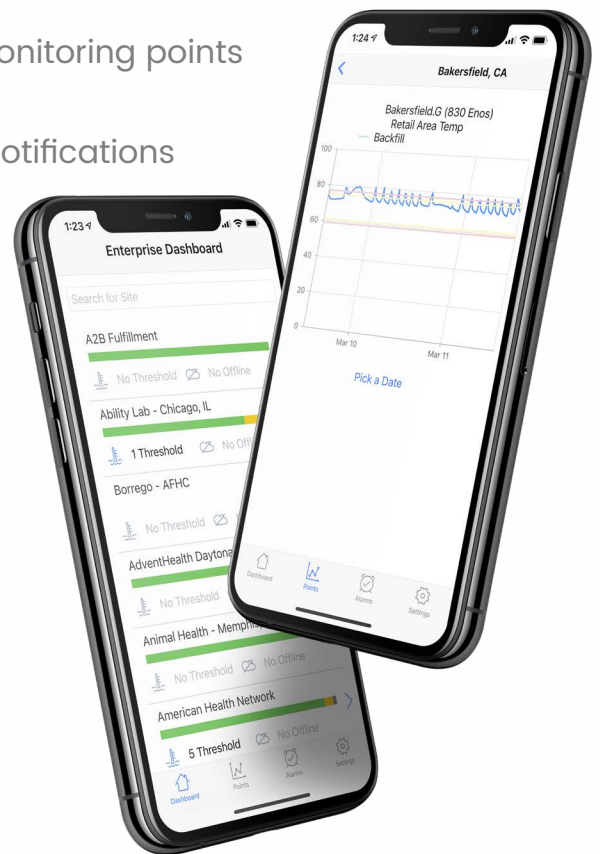 onitoring points
otifications
1:24
Bakersfield, CA
Bakersfield.G (830 Enos)
Retail Area Temp
Backfill
100
80
60
40
20
0
Mar 10
Mar 11
Pick a Date
Dashboard
Points
Alarms
Settings
1:23
Enterprise Dashboard
Search for Site
A2B Fulfillment
No Threshold No Offline
Ability Lab - Chicago, IL
1 Threshold No Offl
Borrego - AFHC
No Threshold
AdventHealth Daytona
No Threshold
Animal Health - Memphis,
No Threshold No Offline
American Health Network
5 Threshold No Offline
Dashboard
Points
Alarms
Settings